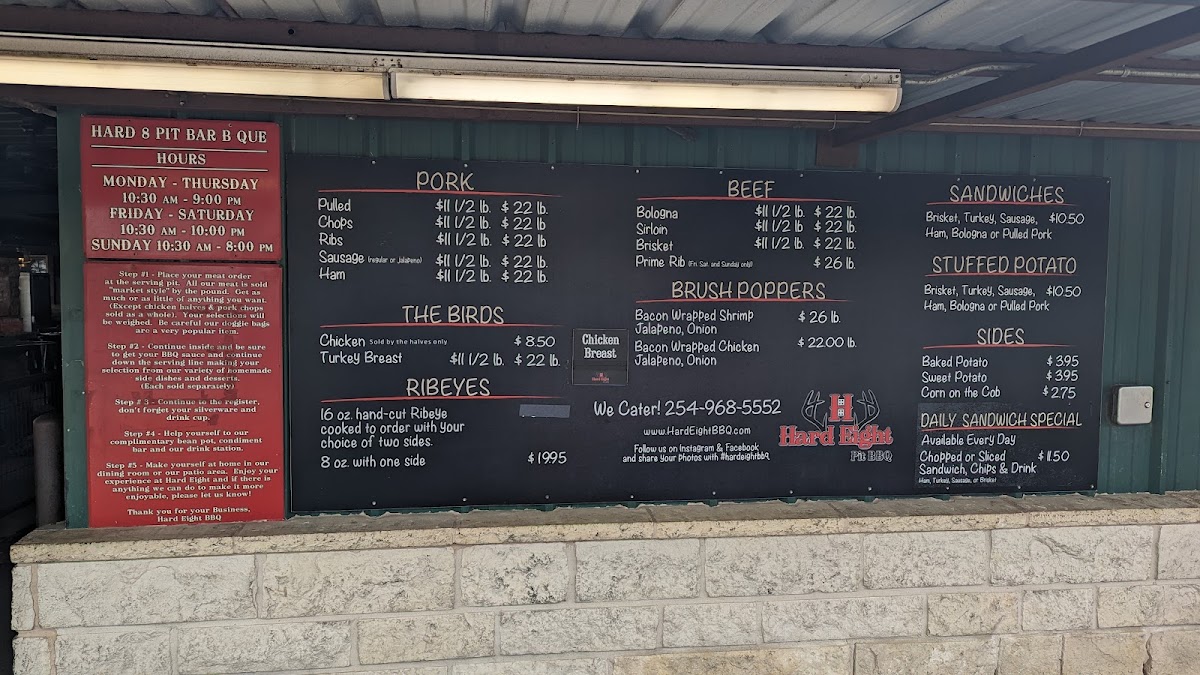 HARD 8 PIT BAR B QUE
HOURS
MONDAY - THURSDAY
10:30 AM - 9:00 PM
FRIDAY - SATURDAY
10:30 AM - 10:00 PM
SUNDAY 10:30 AM - 8:00 PM
Step #1 - Place your meat order
at the serving pit. All our meat is sold
"market style" by the pound. Get as
much or as little of anything you want.
(Except chicken halves & pork chops
sold as a whole). Your selections will
be weighed. Be careful our doggie bags
are a very popular item.
Step #2 - Continue inside and be sure
to get your BBQ sauce and continue
down the serving line making your
selection from our variety of homemade
side dishes and desserts.
(Each sold separately)
Step # 3 - Continue to the register,
don't forget your silverware and
drink cup.
Step #4 - Help yourself to our
complimentary bean pot, condiment
bar and our drink station.
Step #5 - Make yourself at home in our
dining room or our patio area. Enjoy your
experience at Hard Eight and if there is
anything we can do to make it more
enjoyable, please let us know!
Thank you for your Business,
Hard Eight BBQ
PORK
Pulled $11 1/2 lb. $ 22 lb.
Chops $11 1/2 lb. $ 22 lb
Ribs $11 1/2 lb. $ 22 lb
Sausage (regular or jalapeno) $11 1/2 lb. $ 22 lb.
Ham $11 1/2 lb. $ 22 lb.
THE BIRDS
Chicken Sold by the halves only $ 8.50
Turkey Breast $11 1/2 lb. $ 22 lb.
RIBEYES
16 oz. hand-cut Ribeye
cooked to order with your
choice of two sides.
8 oz. with one side $19.95
Chicken
Breast
BEEF
Bologna $11 1/2 lb. $ 22 lb.
Sirloin $11 1/2 lb. $ 22 lb.
Brisket $11 1/2 lb. $ 22 lb.
Prime Rib (Fri. Sat. and Sunday only) $ 26 lb.
BRUSH POPPERS
Bacon Wrapped Shrimp $ 26 lb.
Jalapeno, Onion
Bacon Wrapped Chicken $ 22.00 lb.
Jalapeno, Onion
We Cater! 254-968-5552
www.HardEightBBQ.com
Follow us on Instagram & Facebook
and share your photos with #hardeightbbq
H
Hard Eight
Pit BBQ
SANDWICHES
Brisket, Turkey, Sausage, $10.50
Ham, Bologna or Pulled Pork
STUFFED POTATO
Brisket, Turkey, Sausage, $10.50
Ham, Bologna or Pulled Pork
SIDES
Baked Potato $ 3.95
Sweet Potato $ 3.95
Corn on the Cob $ 2.75
DAILY SANDWICH SPECIAL
Available Every Day
Chopped or Sliced $11.50
Sandwich, Chips & Drink
Ham, Turkey, Sausage, or Brisket